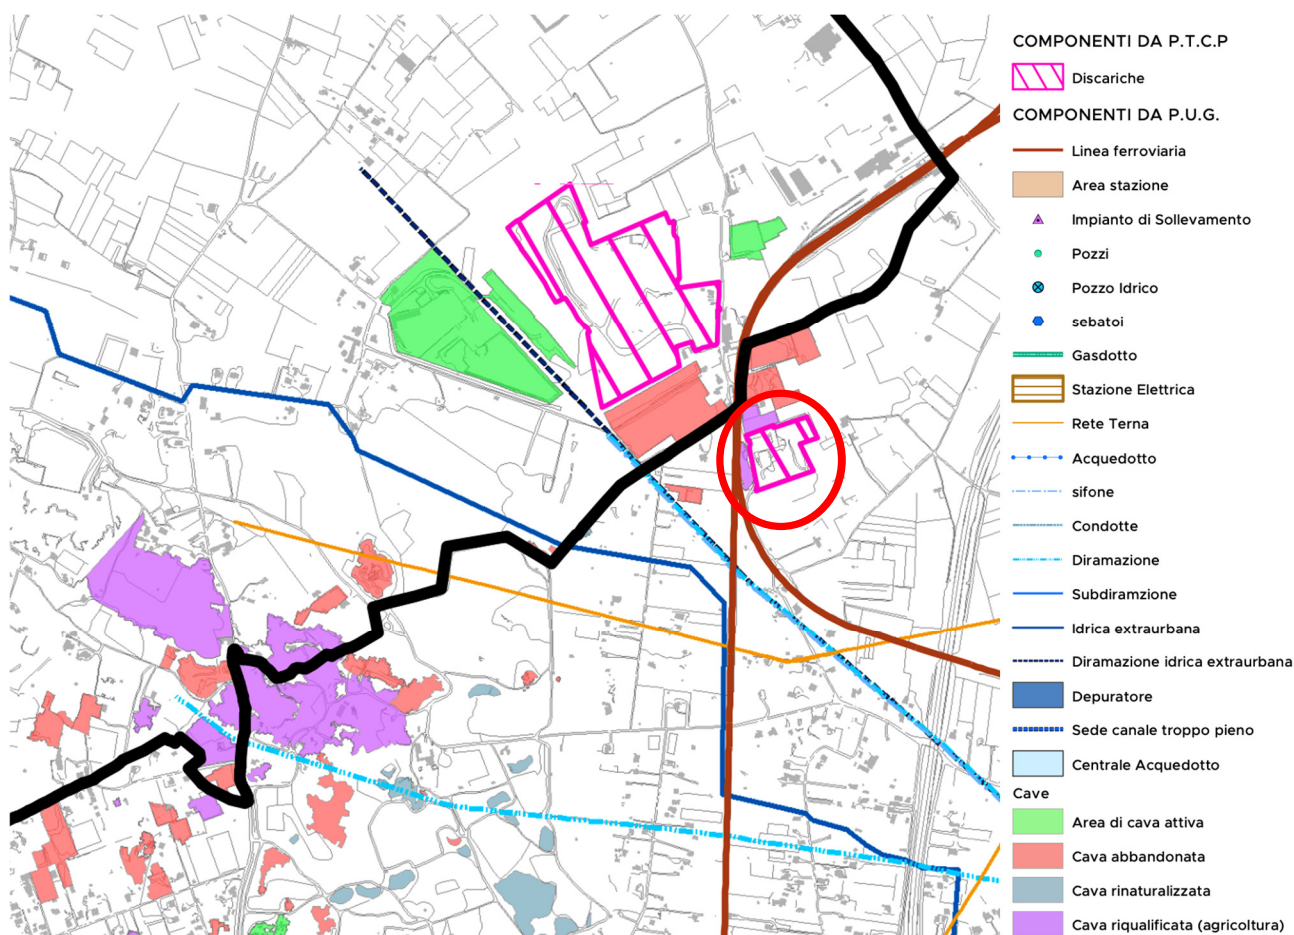 COMPONENTI DA P.T.C.P
Discariche
COMPONENTI DA P.U.G.
Linea ferroviaria
Area stazione
Impianto di Sollevamento
Pozzi
Pozzo Idrico
sebatoi
Gasdotto
Stazione Elettrica
Rete Terna
Acquedotto
sifone
Condotte
Diramazione
Subdiramzione
Idrica extraurbana
Diramazione idrica extraurbana
Depuratore
Sede canale troppo pieno
Centrale Acquedotto
Cave
Area di cava attiva
Cava abbandonata
Cava rinaturalizzata
Cava riqualificata (agricoltura)